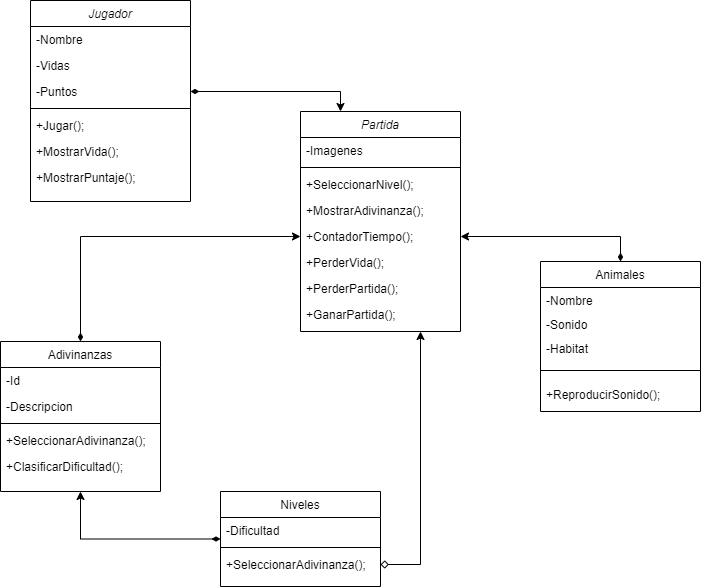 Jugador
-Nombre
-Vidas
-Puntos
+Jugar();
+MostrarVida();
+MostrarPuntaje();
Partida
-Imagenes
+SeleccionarNivel();
+MostrarAdivinanza();
+ContadorTiempo();
+PerderVida();
+PerderPartida();
+GanarPartida();
Animales
-Nombre
-Sonido
-Habitat
+ReproducirSonido();
Adivinanzas
-Id
-Descripcion
+SeleccionarAdivinanza();
+ClasificarDificultad();
Niveles
-Dificultad
+SeleccionarAdivinanza();